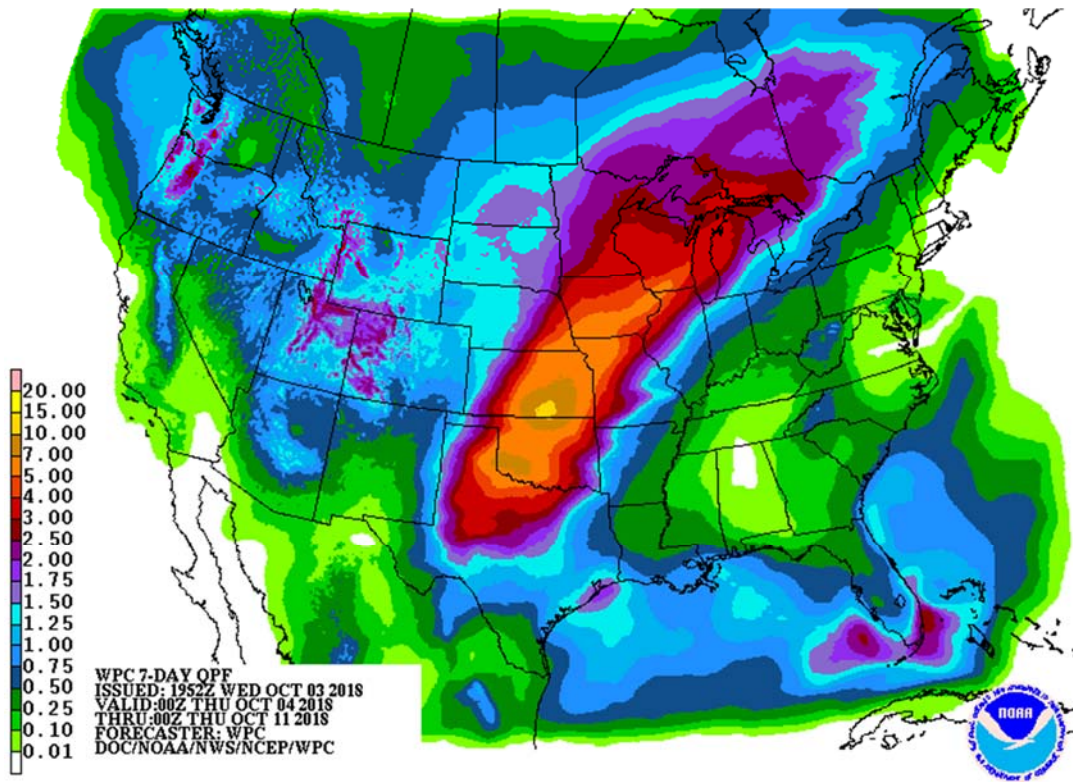 20.00
15.00
10.00
7.00
5.00
4.00
3.00
2.50
2.00
1.75
1.50
1.25
1.00
0.75
0.50
0.25
0.10
0.01
WPC 7-DAY QPF
ISSUED: 1952Z WED OCT 03 2018
VALID:00Z THU OCT 04 2018
THRU:00Z THU OCT 11 2018
FORECASTER: WPC
DOC/NOAA/NWS/NCEP/WPC
NOAA